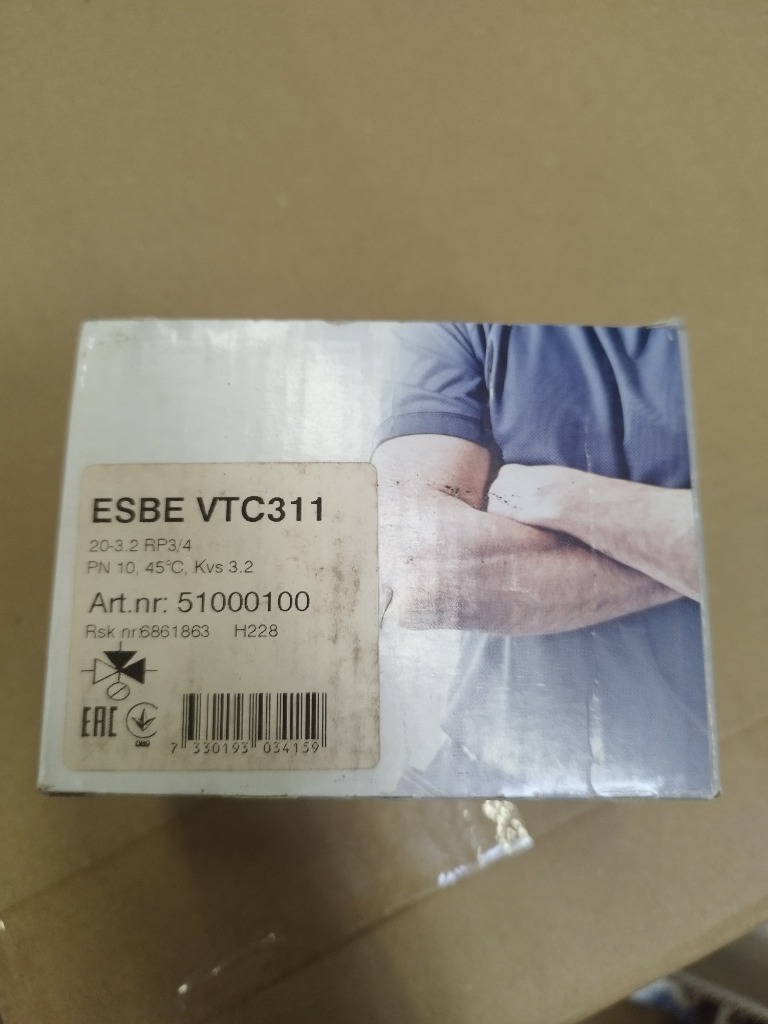 ESBE VTC311
20-3.2 RP3/4
PN 10, 45°C, Kvs 3.2
Art.nr: 51000100
Rsk nr:6861863 H228
EAC
7 330193 034159